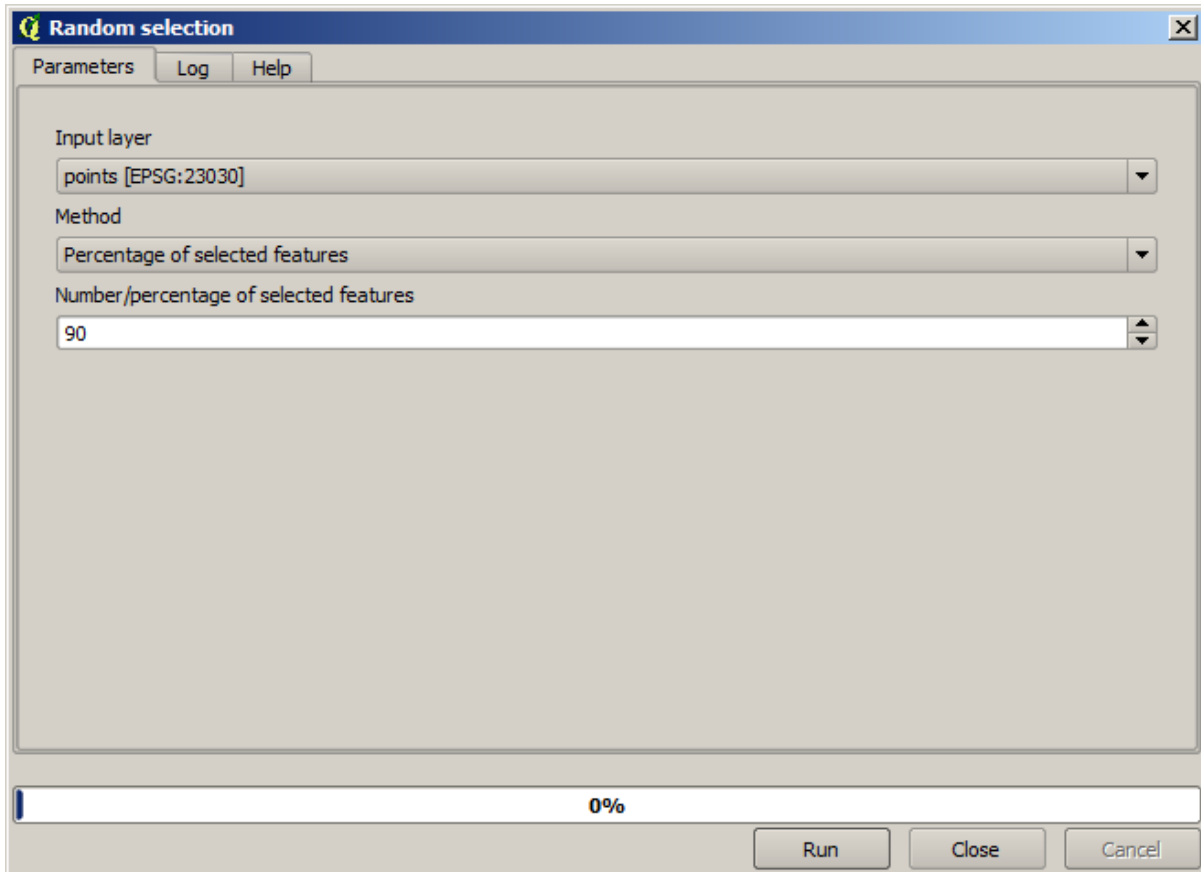 Random selection
Parameters Log Help
Input layer
points [EPSG:23030]
Method
Percentage of selected features
Number/percentage of selected features
90
0%
Run Close Cancel